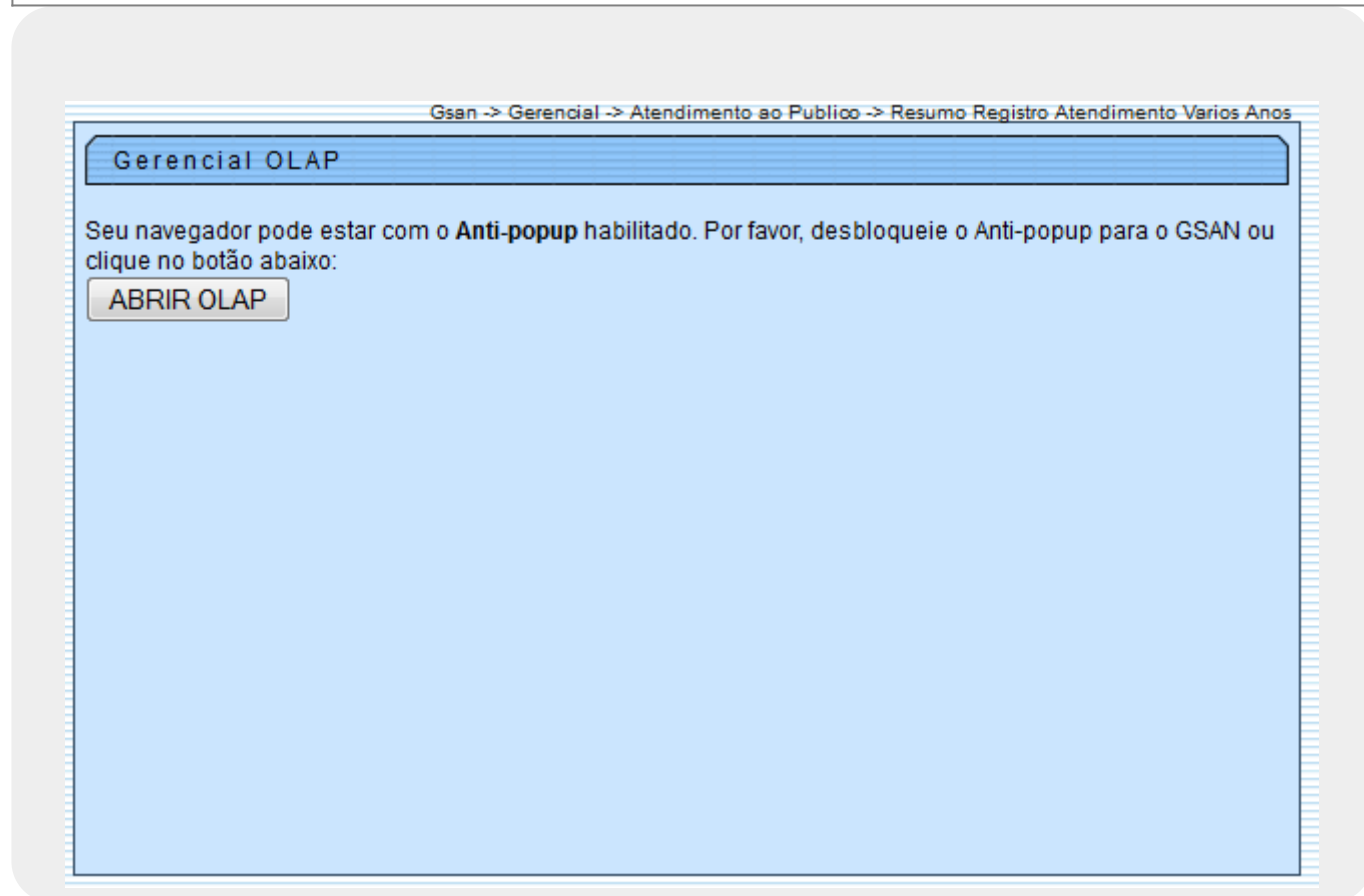 Gsan -> Gerencial -> Atendimento ao Publico -> Resumo Registro Atendimento Varios Anos
Gerencial OLAP
Seu navegador pode estar com o Anti-popup habilitado. Por favor, desbloqueie o Anti-popup para o GSAN ou
clique no botão abaixo:
ABRIR OLAP